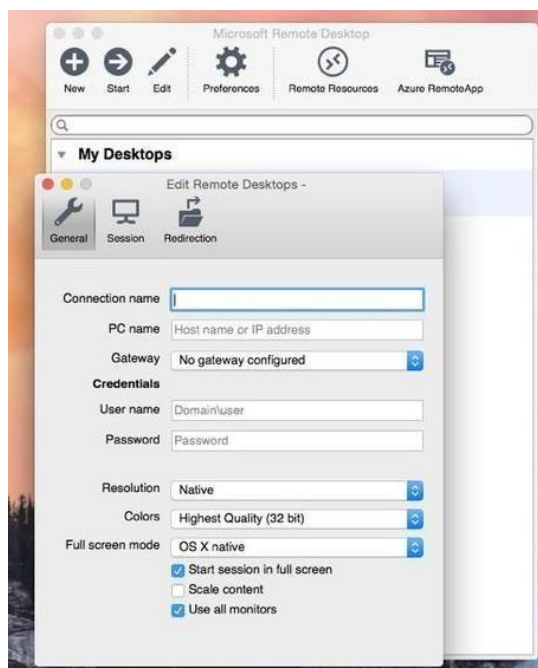 Microsoft Remote Desktop
New Start Edit Preferences Remote Resources Azure RemoteApp
My Desktops
Edit Remote Desktops -
General Session Redirection
Connection name
PC name Host name or IP address
Gateway No gateway configured
Credentials
User name Domain\user
Password Password
Resolution Native
Colors Highest Quality (32 bit)
Full screen mode OS X native
Start session in full screen
Scale content
Use all monitors